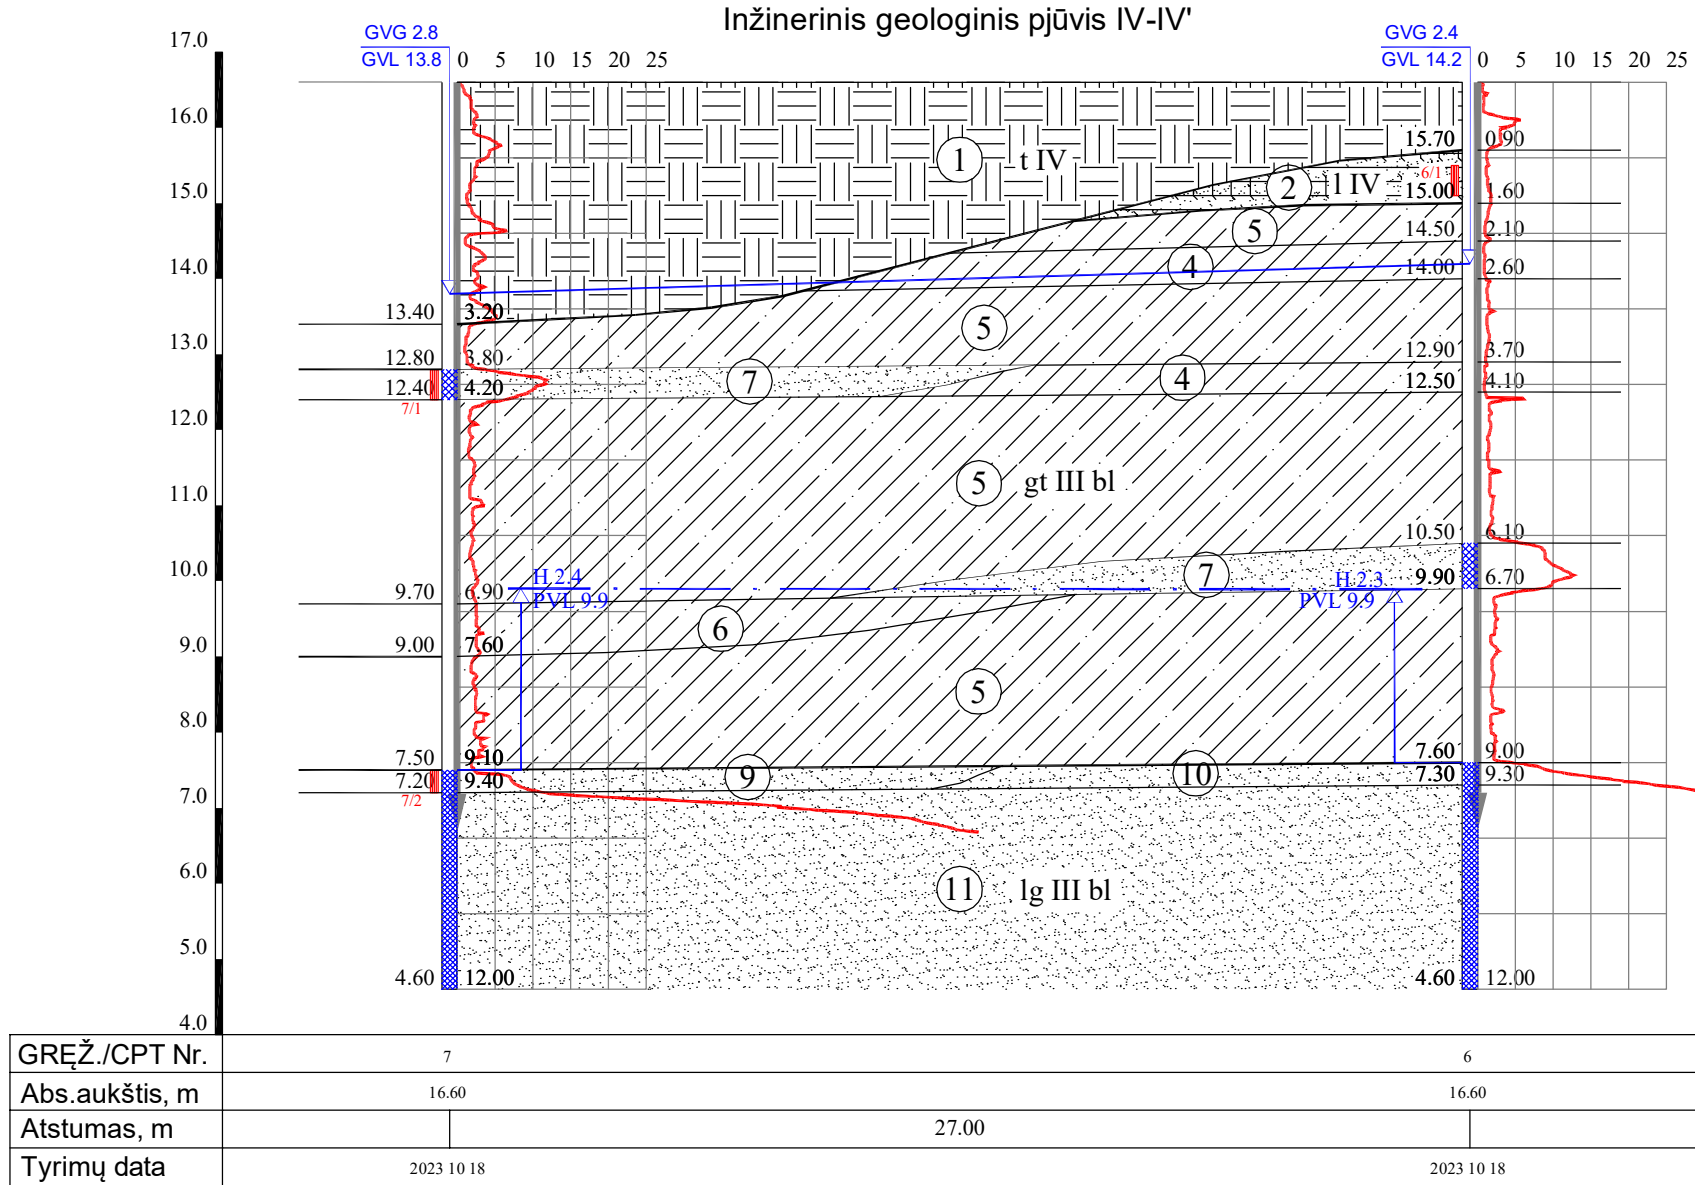 Inžinerinis geologinis pjūvis IV-IV'
GVG 2.8
GVL 13.8
GVG 2.4
GVL 14.2
0 5 10 15 20 25
0 5 10 15 20 25
17.0
16.0
15.0
14.0
13.0
12.0
11.0
10.0
9.0
8.0
7.0
6.0
5.0
4.0
1 t IV
15.70 0.90
2 l IV
6/1
15.00 1.60
5
14.50 2.10
4
14.00 2.60
13.40 3.20
5
12.80 3.80
12.90 3.70
7
4
12.40 4.20
12.50 4.10
7/1
5 gt III bl
10.50 6.10
7
H 2.4
PVL 9.9
H 2.3
PVL 9.9
9.90 6.70
9.70 6.90
6
9.00 7.60
5
7.50 9.10
7.60 9.00
9
10
7.20 9.40
7.30 9.30
7/2
11 lg III bl
4.60 12.00
4.60 12.00
GRĘŽ./CPT Nr. 7 6
Abs.aukštis, m 16.60 16.60
Atstumas, m 27.00
Tyrimų data 2023 10 18 2023 10 18